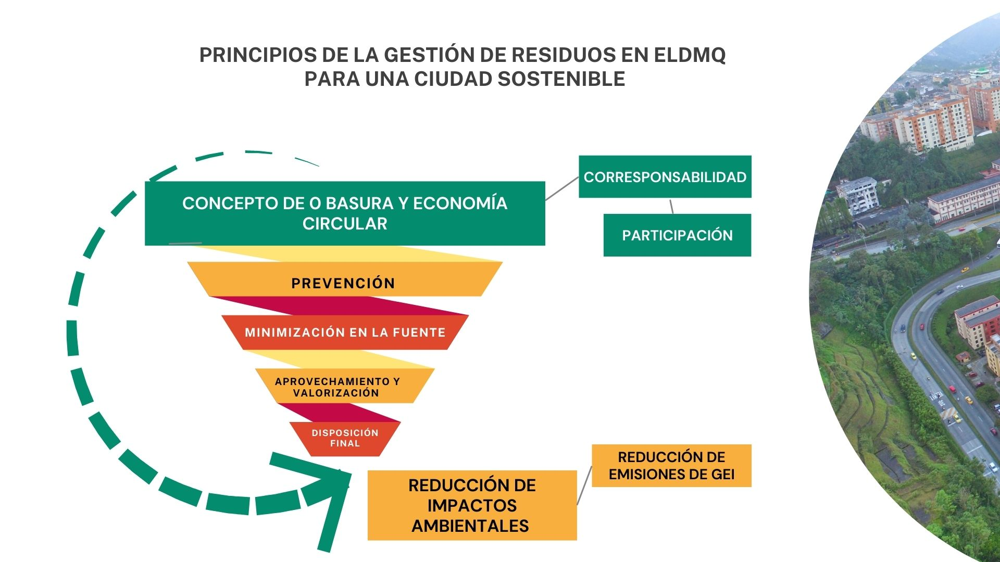 PRINCIPIOS DE LA GESTIÓN DE RESIDUOS EN ELDMQ
PARA UNA CIUDAD SOSTENIBLE
CONCEPTO DE 0 BASURA Y ECONOMÍA
CIRCULAR
CORRESPONSABILIDAD
PARTICIPACIÓN
PREVENCIÓN
MINIMIZACIÓN EN LA FUENTE
APROVECHAMIENTO Y
VALORIZACIÓN
DISPOSICIÓN
FINAL
REDUCCIÓN DE
IMPACTOS
AMBIENTALES
REDUCCIÓN DE
EMISIONES DE GEI